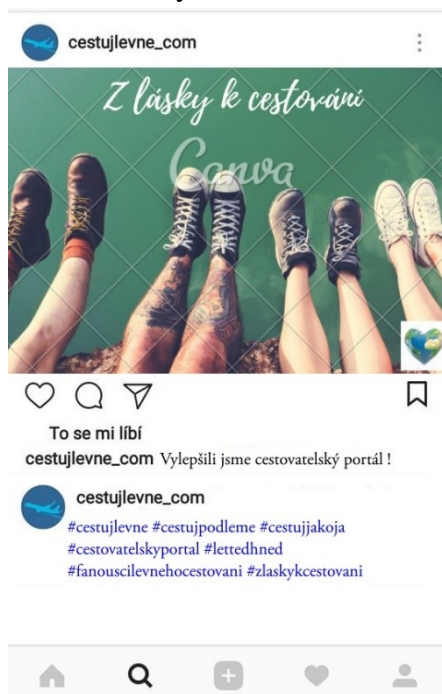 cestujlevne_com
Z lásky k cestování
Canva
To se mi líbí
cestujlevne_com Vylepšili jsme cestovatelský portál !
cestujlevne_com
#cestujlevne #cestujpodleme #cestujjakoja
#cestovatelskyportal #lettedhned
#fanouscilevnehocestovani #zlaskykcestovani